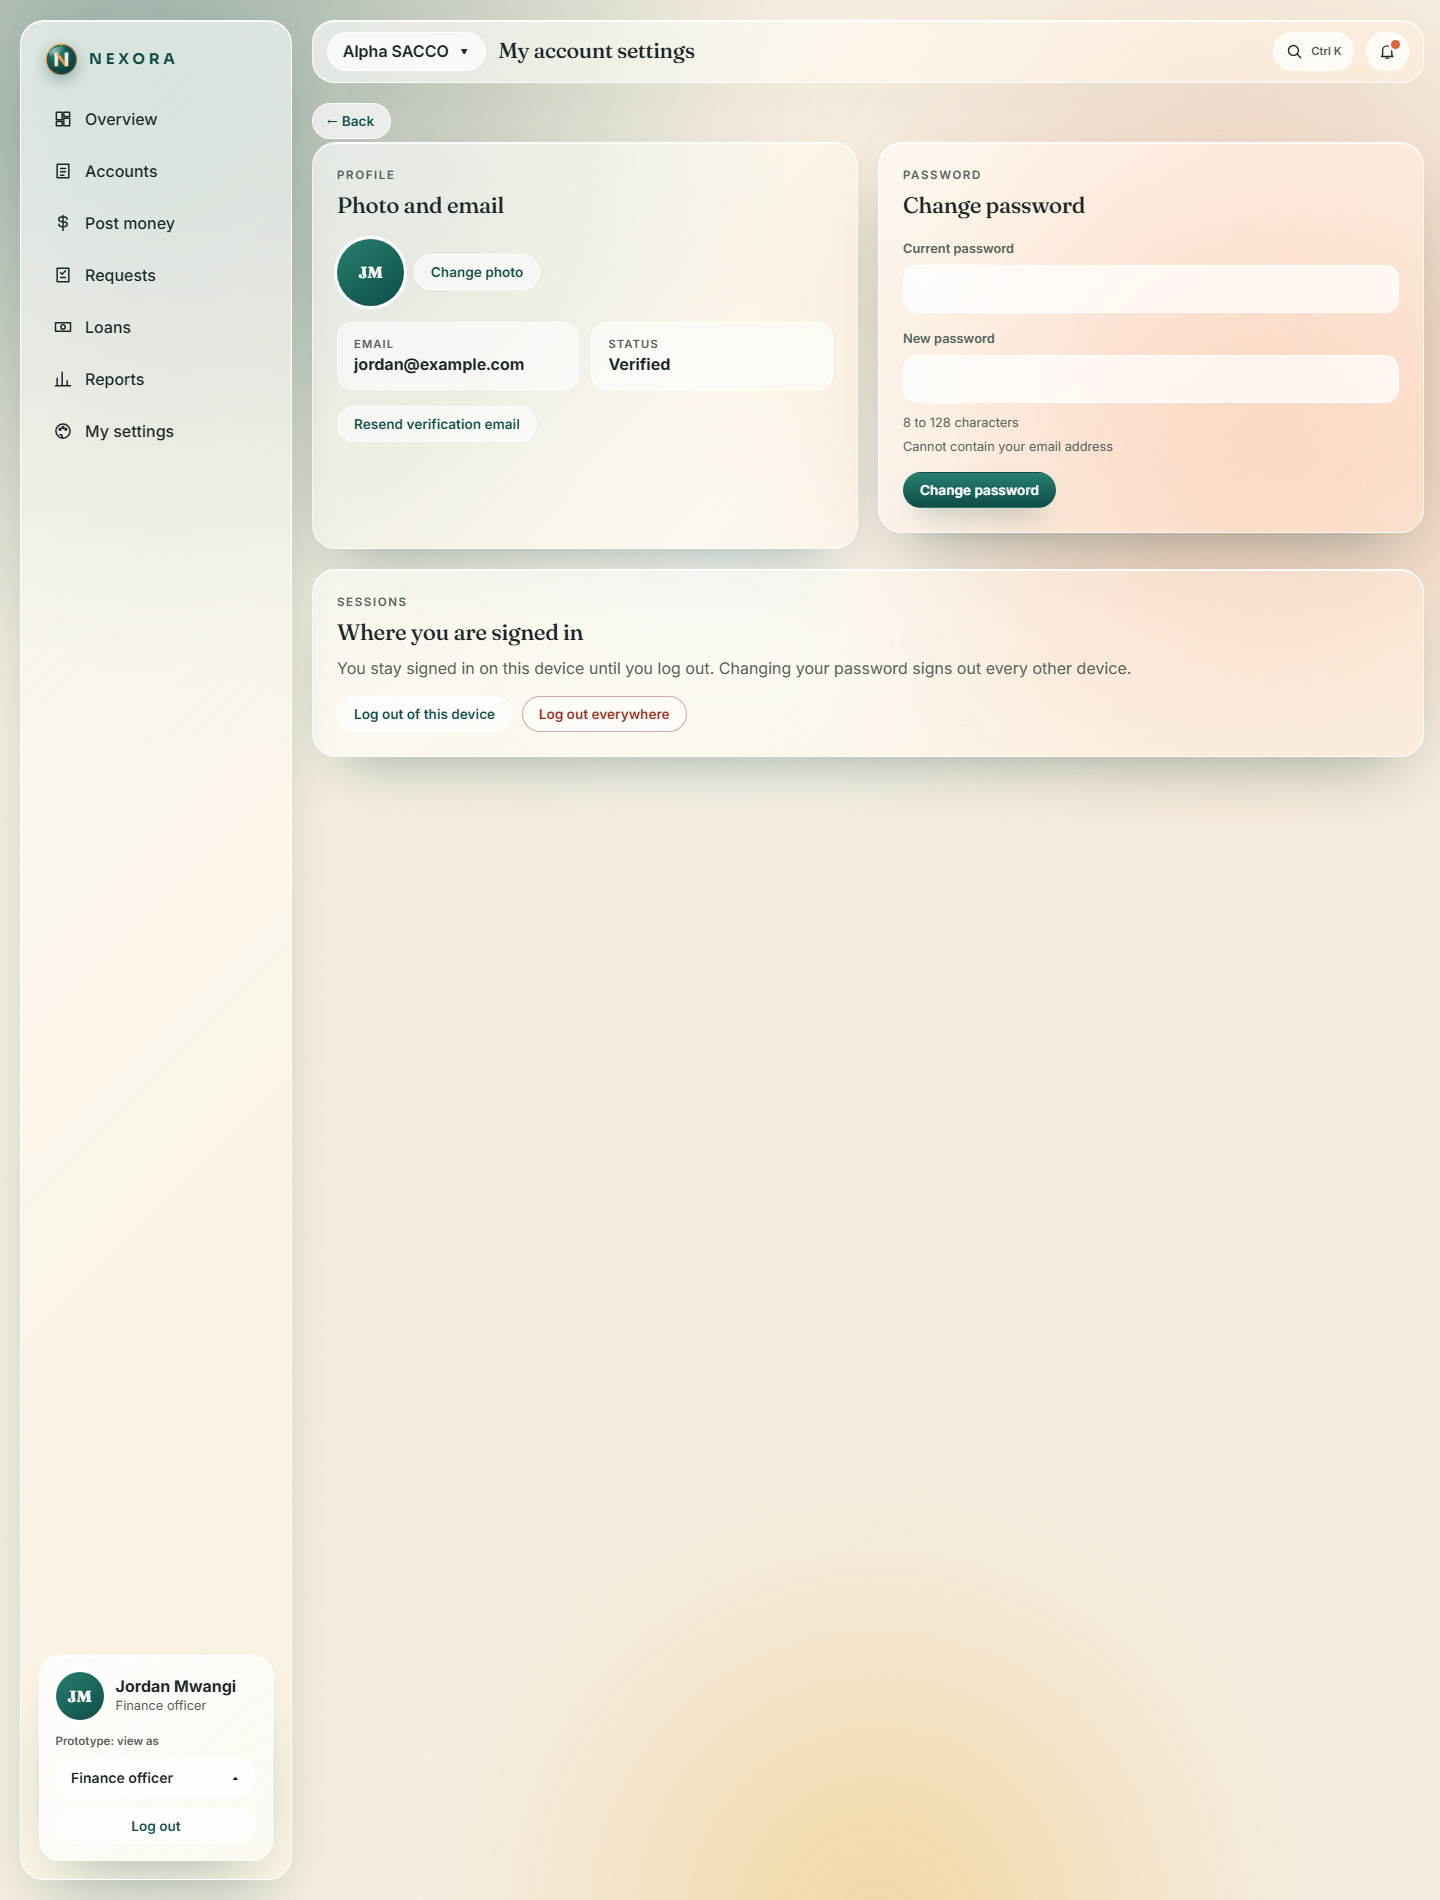 NEXORA
Overview
Accounts
Post money
Requests
Loans
Reports
My settings
JM
Jordan Mwangi
Finance officer
Prototype: view as
Finance officer
Log out
Alpha SACCO
My account settings
Ctrl K
← Back
PROFILE
Photo and email
JM
Change photo
EMAIL
jordan@example.com
STATUS
Verified
Resend verification email
PASSWORD
Change password
Current password
New password
8 to 128 characters
Cannot contain your email address
Change password
SESSIONS
Where you are signed in
You stay signed in on this device until you log out. Changing your password signs out every other device.
Log out of this device
Log out everywhere